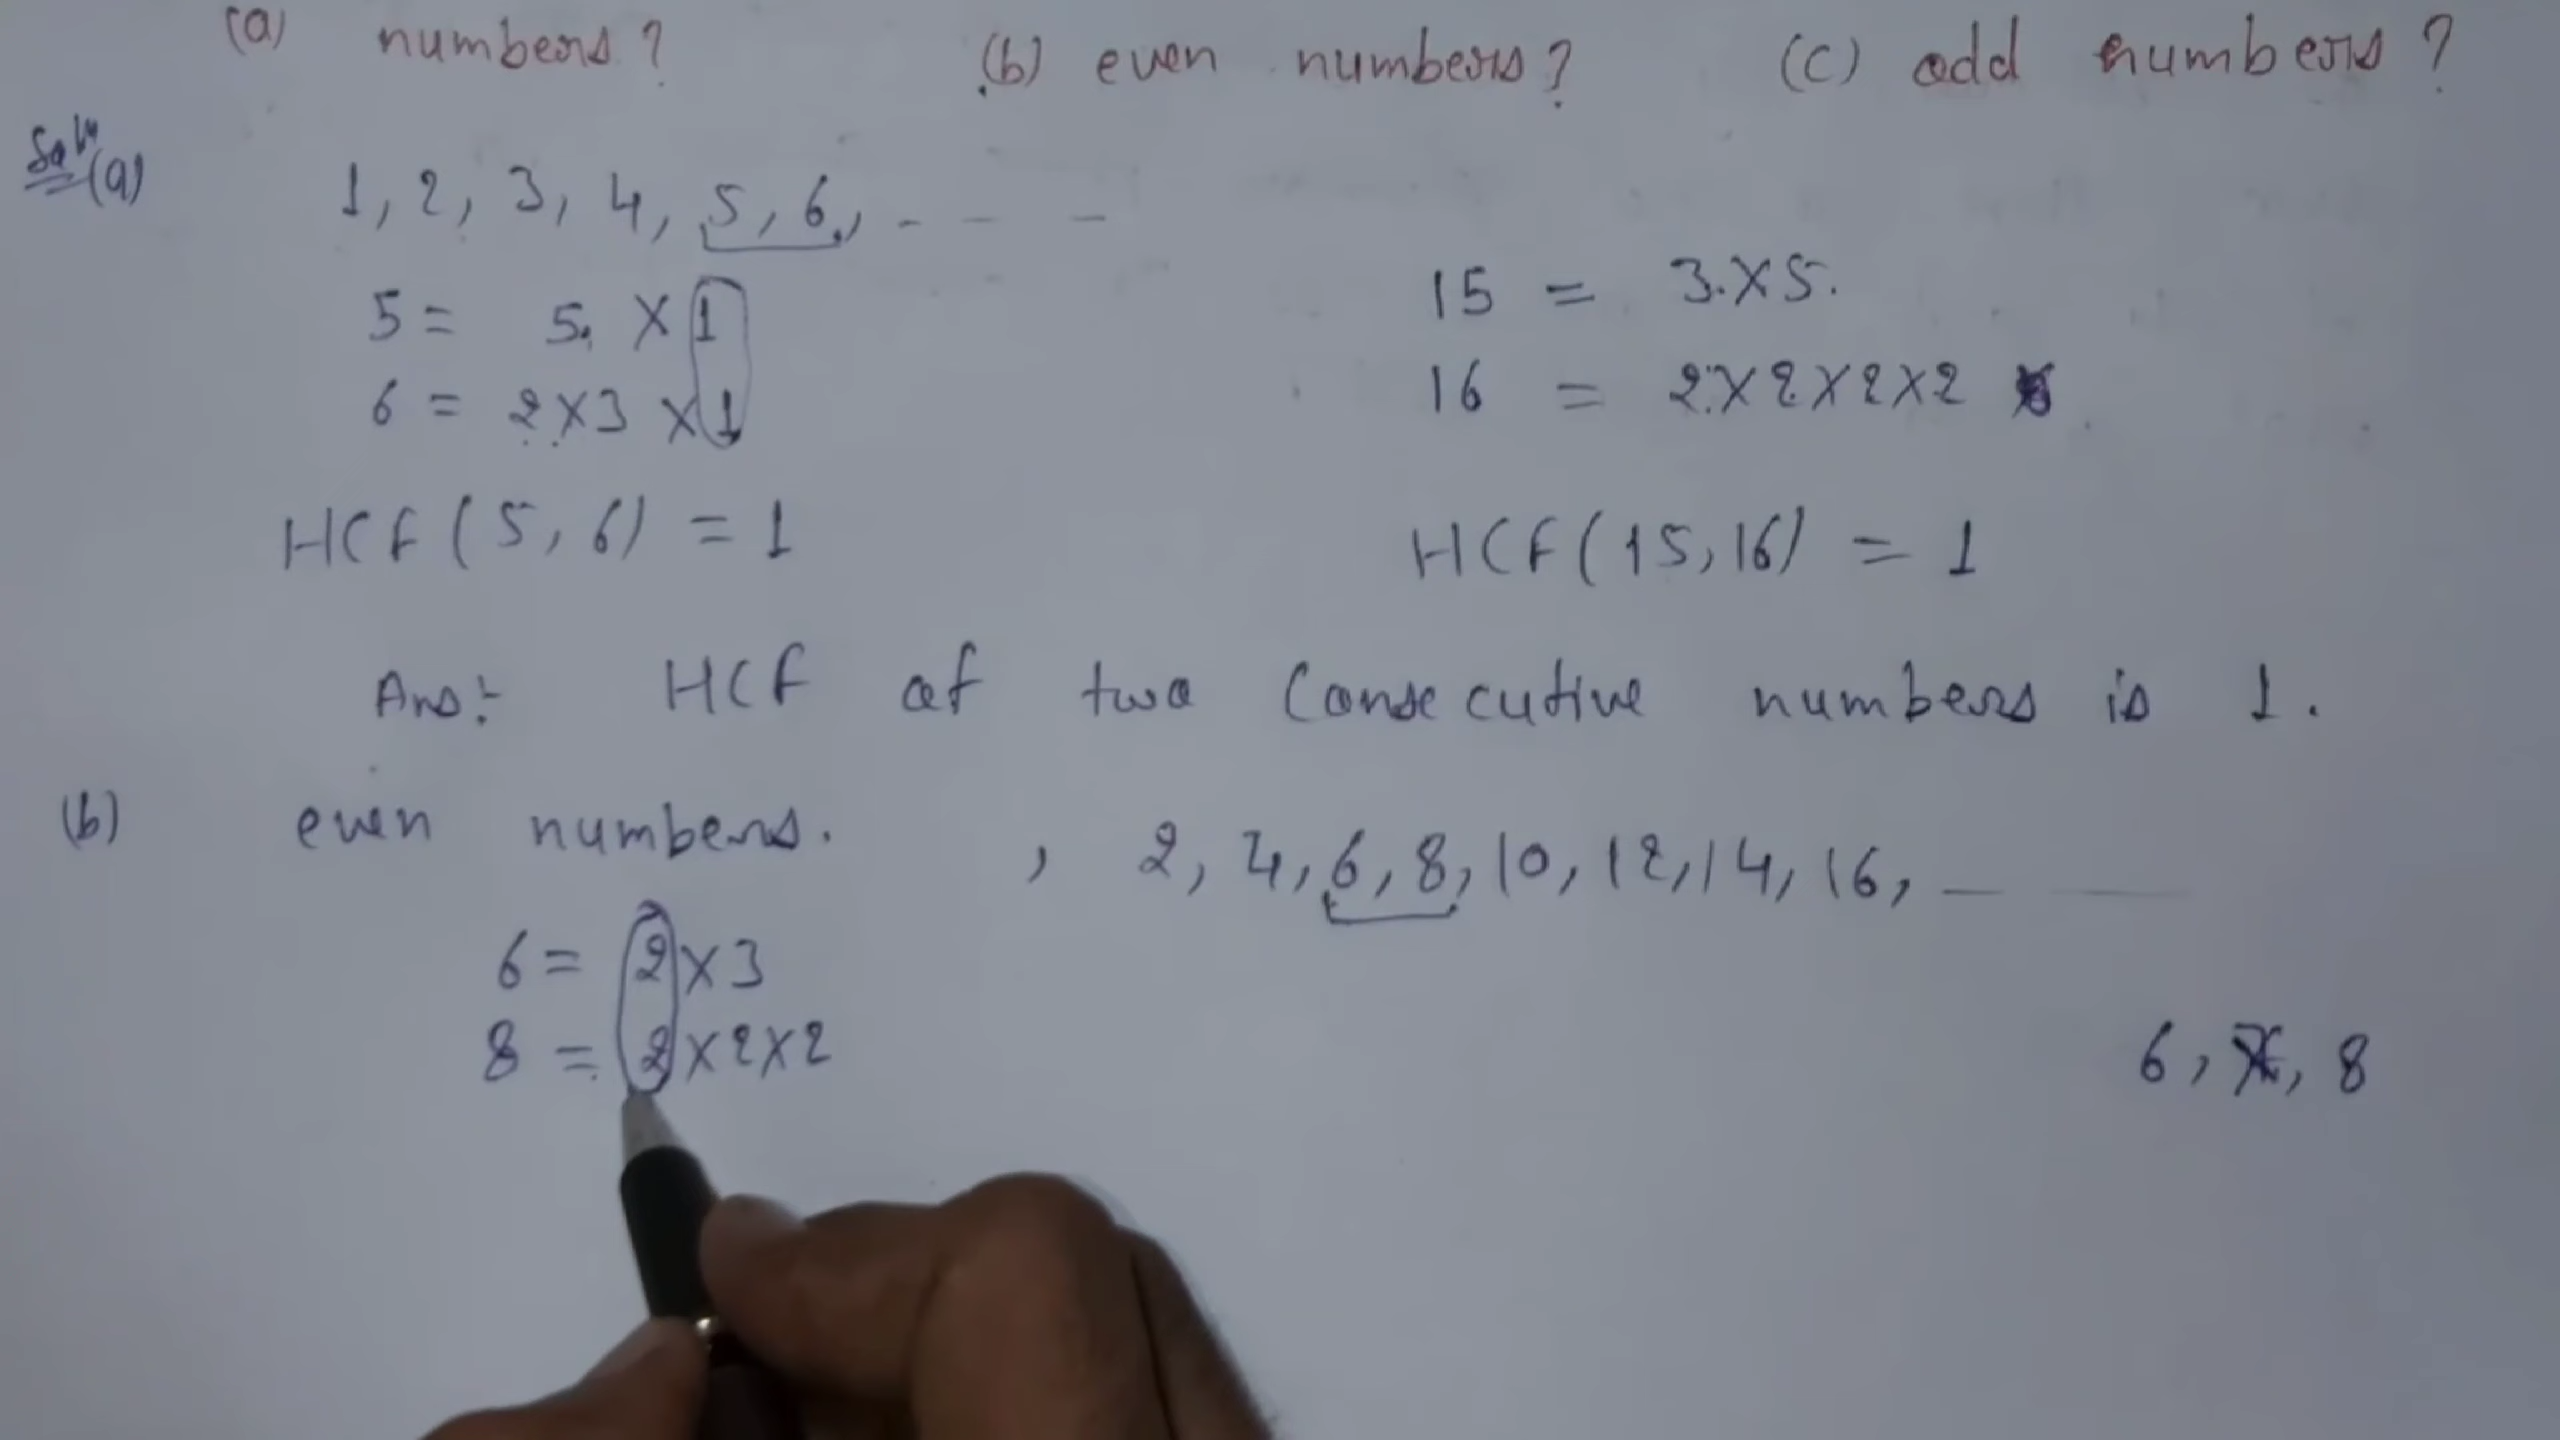 (a) numbers? (b) even numbers? (c) odd numbers?
Soln (a) 1, 2, 3, 4, 5, 6, - - -
5 = 5 × 1
6 = 2×3 × 1
HCF (5, 6) = 1
15 = 3×5
16 = 2×2×2×2
HCF (15, 16) = 1
Ans:- HCF of two Consecutive numbers is 1.
(b) even numbers. , 2, 4, 6, 8, 10, 12, 14, 16, —
6 = 2×3
8 = 2×2×2
6, 7, 8